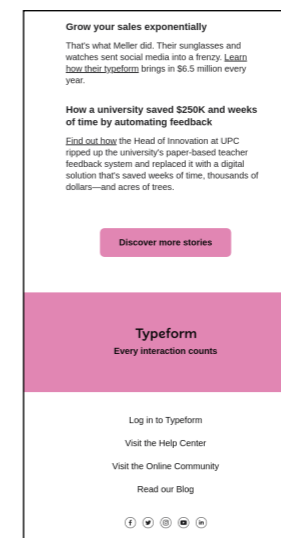 Grow your sales exponentially
That's what Meller did. Their sunglasses and
watches sent social media into a frenzy. Learn
how their typeform brings in $6.5 million every
year.
How a university saved $250K and weeks
of time by automating feedback
Find out how the Head of Innovation at UPC
ripped up the university's paper-based teacher
feedback system and replaced it with a digital
solution that's saved weeks of time, thousands of
dollars—and acres of trees.
Discover more stories
Typeform
Every interaction counts
Log in to Typeform
Visit the Help Center
Visit the Online Community
Read our Blog